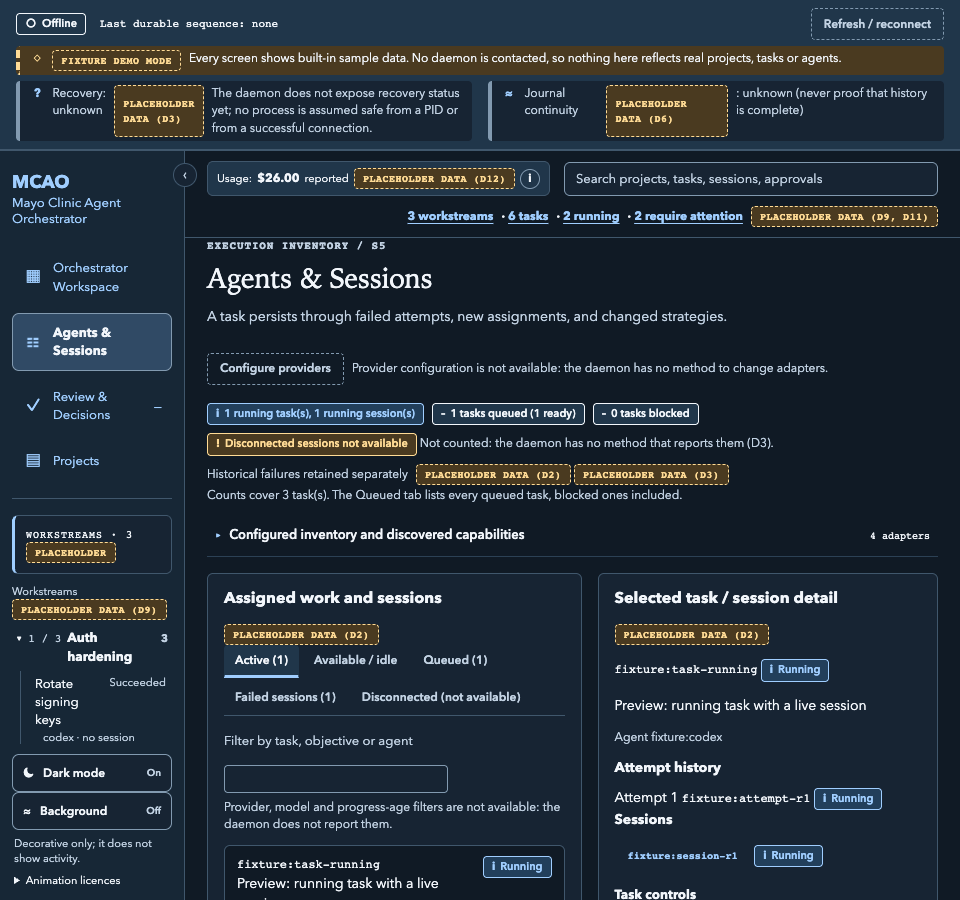 Offline
Last durable sequence: none
Refresh / reconnect
FIXTURE DEMO MODE Every screen shows built-in sample data. No daemon is contacted, so nothing here reflects real projects, tasks or agents.
? Recovery:
unknown
PLACEHOLDER
DATA (D3)
The daemon does not expose recovery status
yet; no process is assumed safe from a PID or
from a successful connection.
≈ Journal
continuity
PLACEHOLDER
DATA (D6)
: unknown (never proof that history
is complete)
MCAO
Mayo Clinic Agent
Orchestrator
Orchestrator
Workspace
Agents &
Sessions
Review &
Decisions –
Projects
WORKSTREAMS • 3
PLACEHOLDER
Workstreams
PLACEHOLDER DATA (D9)
▾ 1 / 3 Auth
hardening
3
Rotate
signing
keys
Succeeded
codex · no session
Dark mode On
≈ Background Off
Decorative only; it does not
show activity.
▶ Animation licences
‹
Usage: $26.00 reported PLACEHOLDER DATA (D12) i
Search projects, tasks, sessions, approvals
3 workstreams · 6 tasks · 2 running · 2 require attention PLACEHOLDER DATA (D9, D11)
EXECUTION INVENTORY / S5
Agents & Sessions
A task persists through failed attempts, new assignments, and changed strategies.
Configure providers Provider configuration is not available: the daemon has no method to change adapters.
i 1 running task(s), 1 running session(s) – 1 tasks queued (1 ready) – 0 tasks blocked
! Disconnected sessions not available Not counted: the daemon has no method that reports them (D3).
Historical failures retained separately PLACEHOLDER DATA (D2) PLACEHOLDER DATA (D3)
Counts cover 3 task(s). The Queued tab lists every queued task, blocked ones included.
▸ Configured inventory and discovered capabilities 4 adapters
Assigned work and sessions
PLACEHOLDER DATA (D2)
Active (1) Available / idle Queued (1)
Failed sessions (1) Disconnected (not available)
Filter by task, objective or agent
Provider, model and progress-age filters are not available: the
daemon does not report them.
fixture:task-running i Running
Preview: running task with a live
Selected task / session detail
PLACEHOLDER DATA (D2)
fixture:task-running i Running
Preview: running task with a live session
Agent fixture:codex
Attempt history
Attempt 1 fixture:attempt-r1 i Running
Sessions
fixture:session-r1 i Running
Task controls